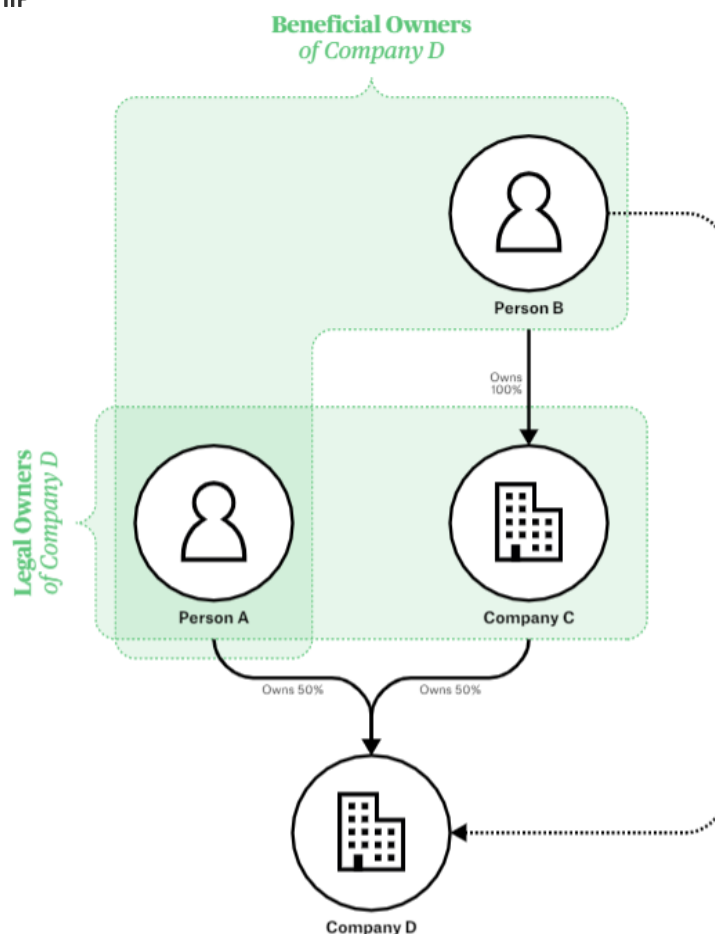 Beneficial Owners
of Company D
Person B
Owns
100%
Legal Owners
of Company D
Person A
Company C
Owns 50%
Owns 50%
Company D